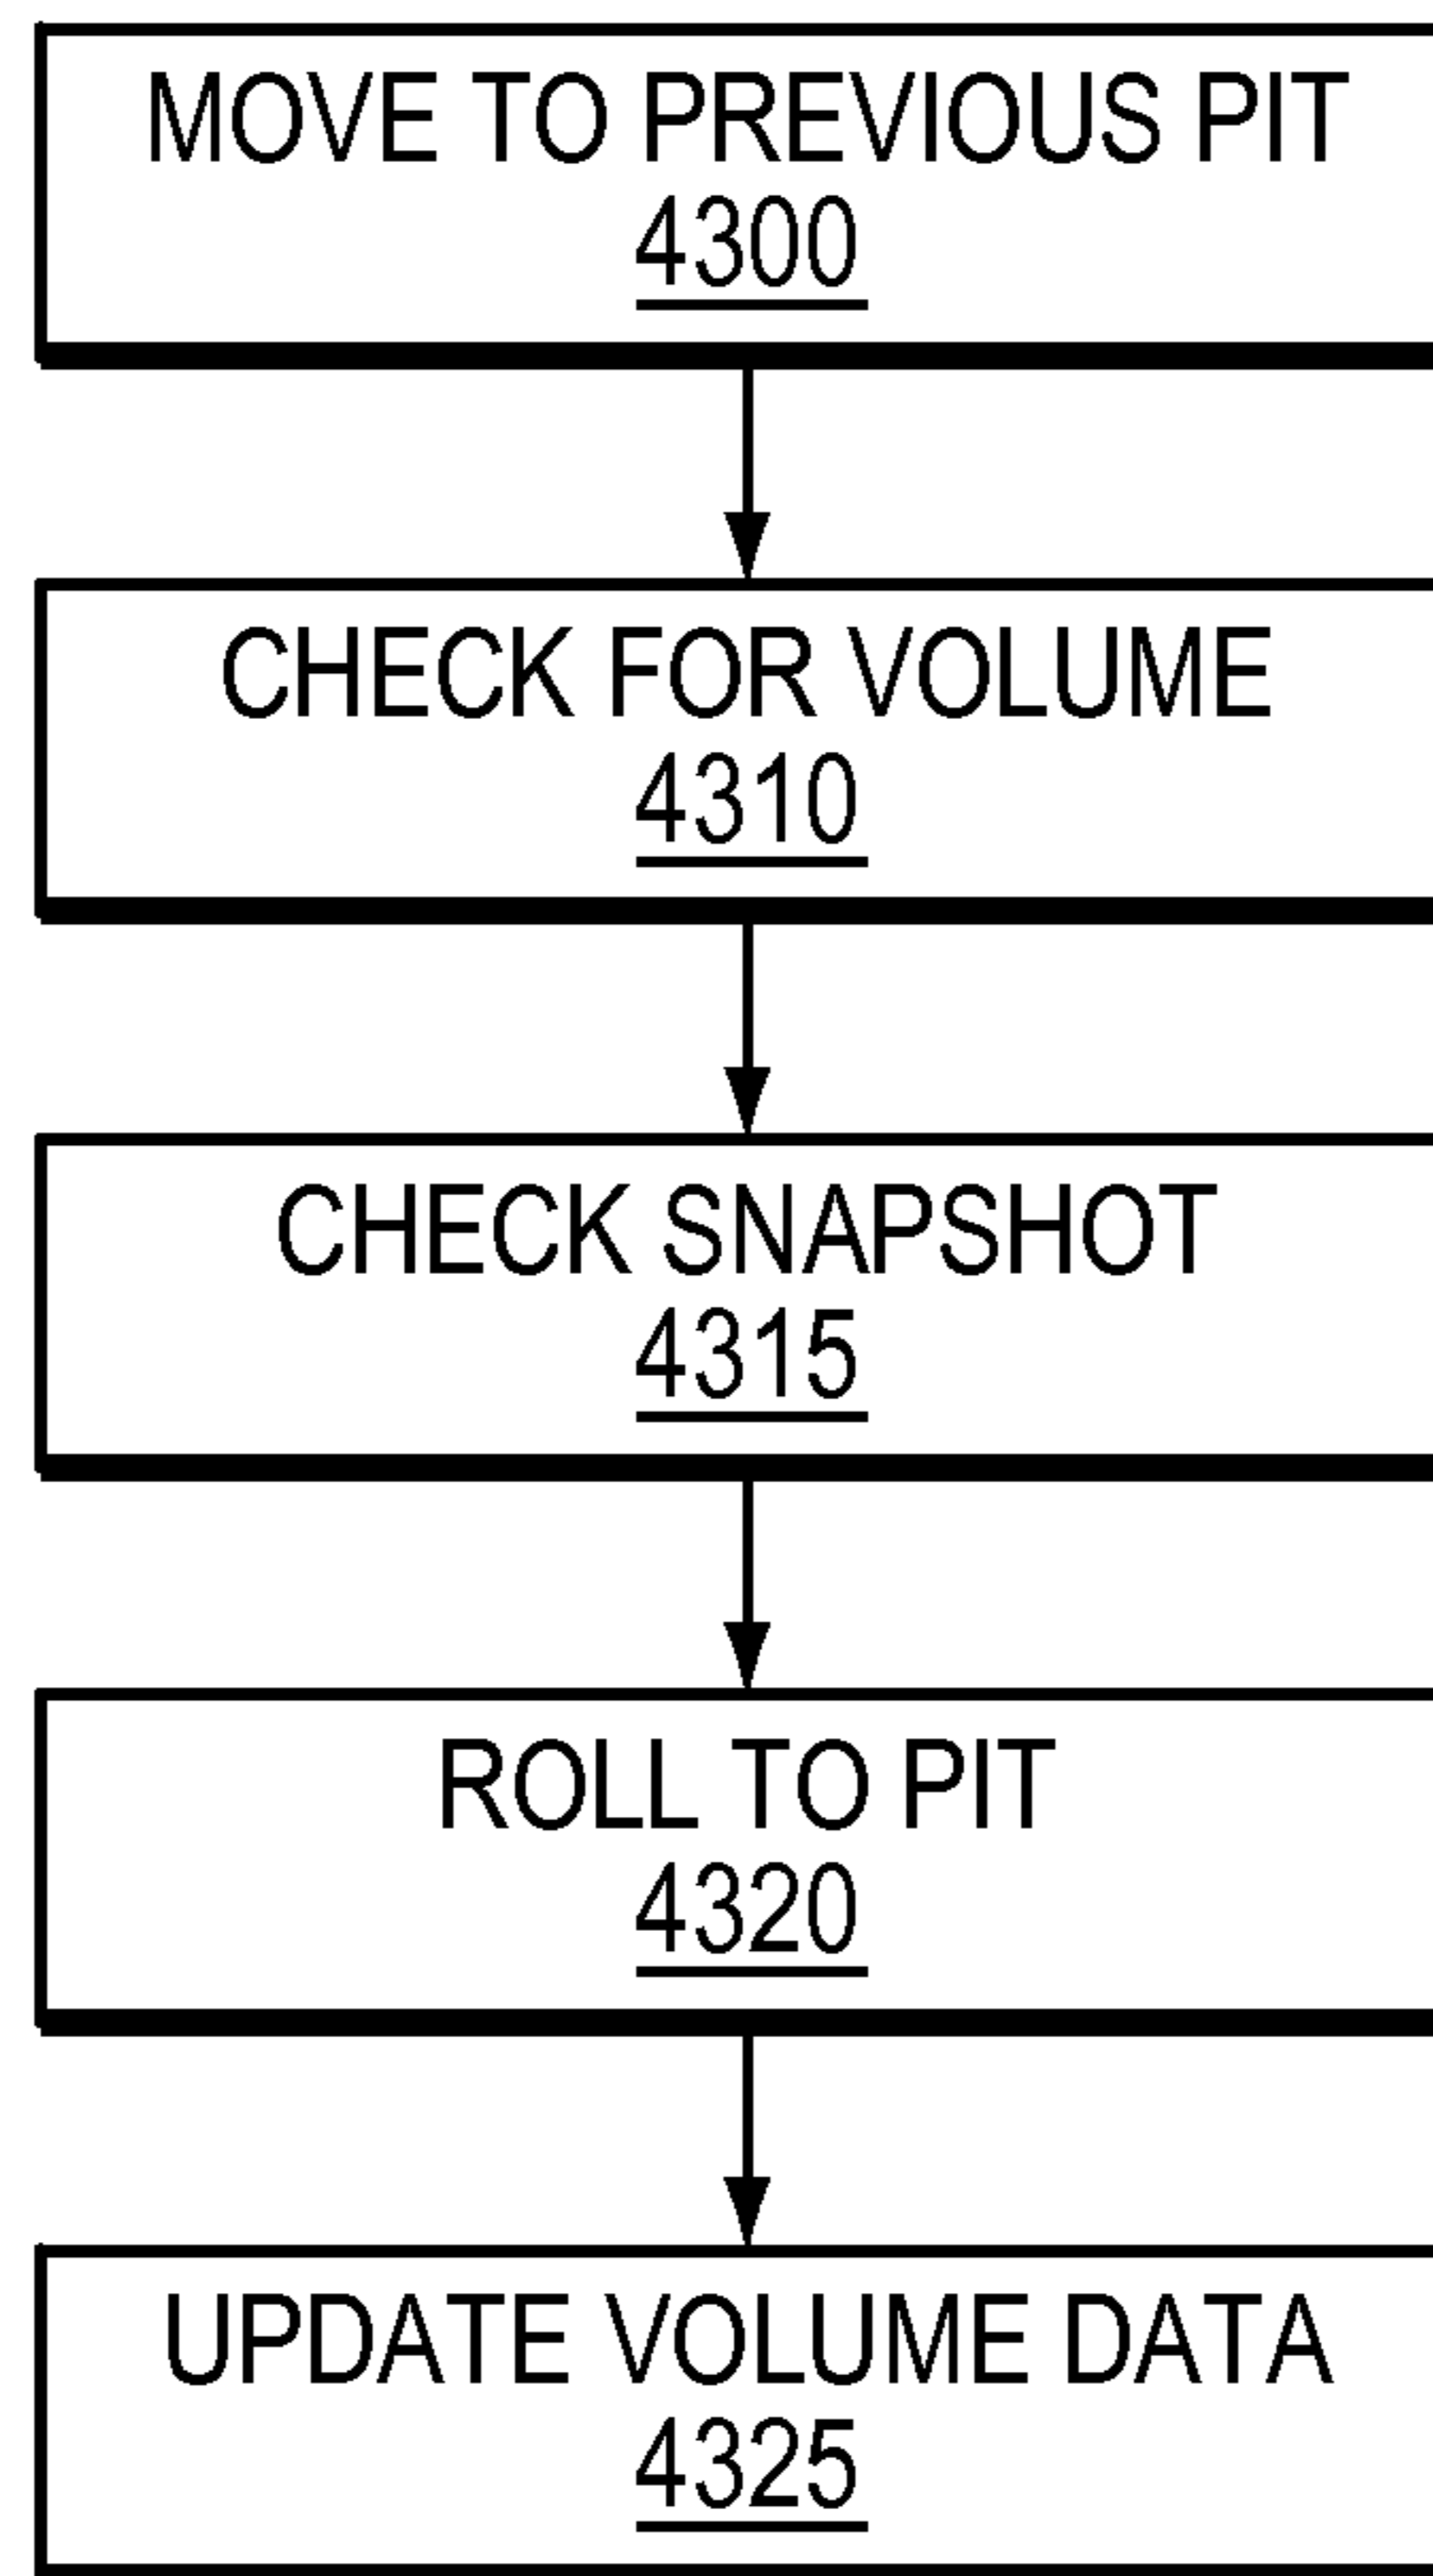 MOVE TO PREVIOUS PIT
4300
CHECK FOR VOLUME
4310
CHECK SNAPSHOT
4315
ROLL TO PIT
4320
UPDATE VOLUME DATA
4325